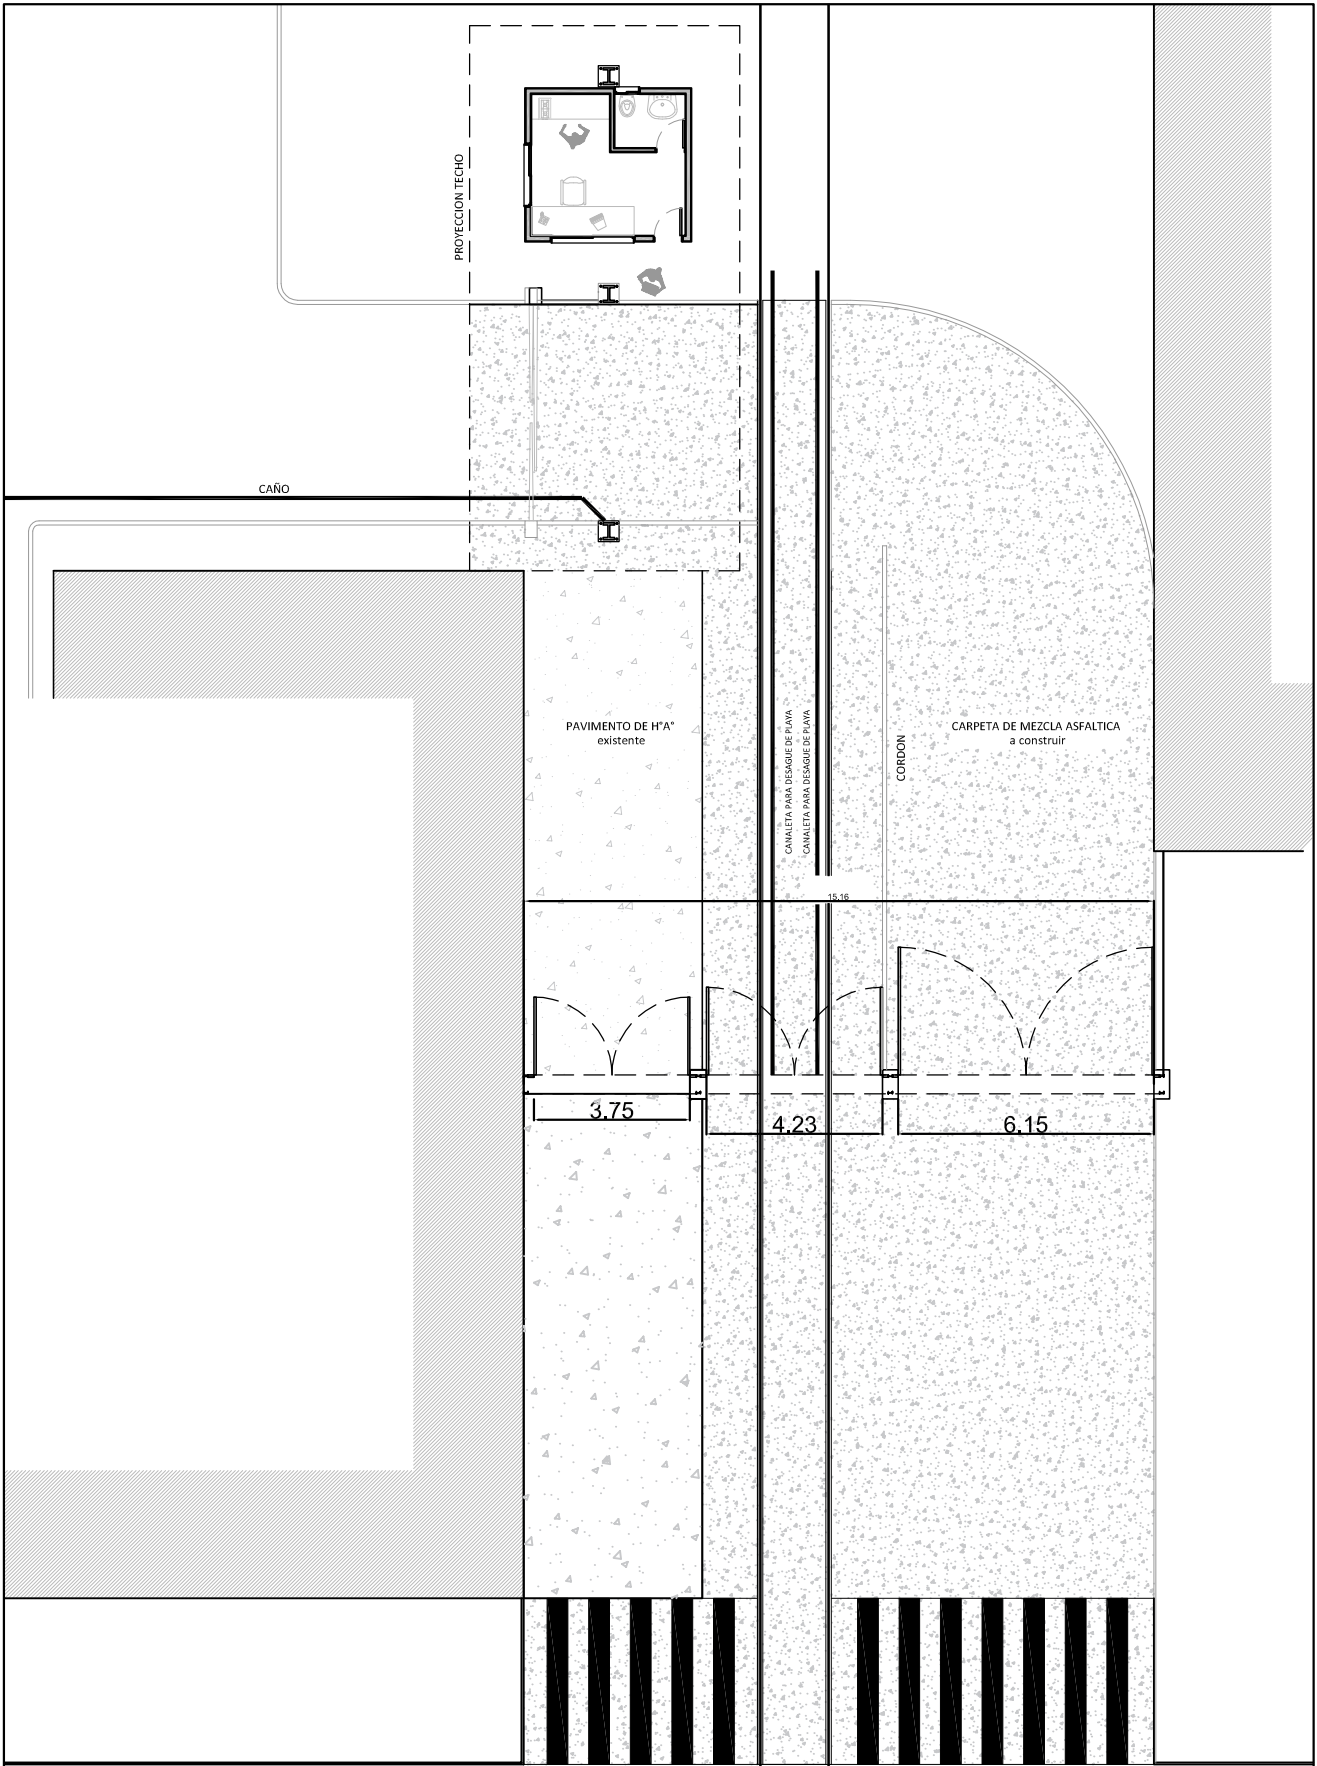 PROYECCION TECHO
CAÑO
PAVIMENTO DE H°A°
existente
CANALETA PARA DESAGUE DE PLAYA
CANALETA PARA DESAGUE DE PLAYA
CORDON
CARPETA DE MEZCLA ASFALTICA
a construir
15.16
3.75
4.23
6.15